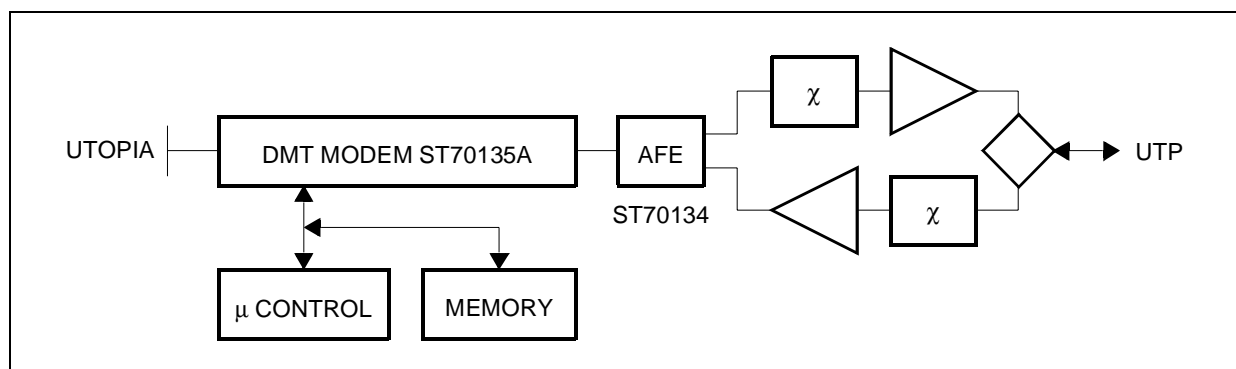 χ
UTOPIA
DMT MODEM ST70135A
AFE
UTP
ST70134
χ
μ CONTROL
MEMORY